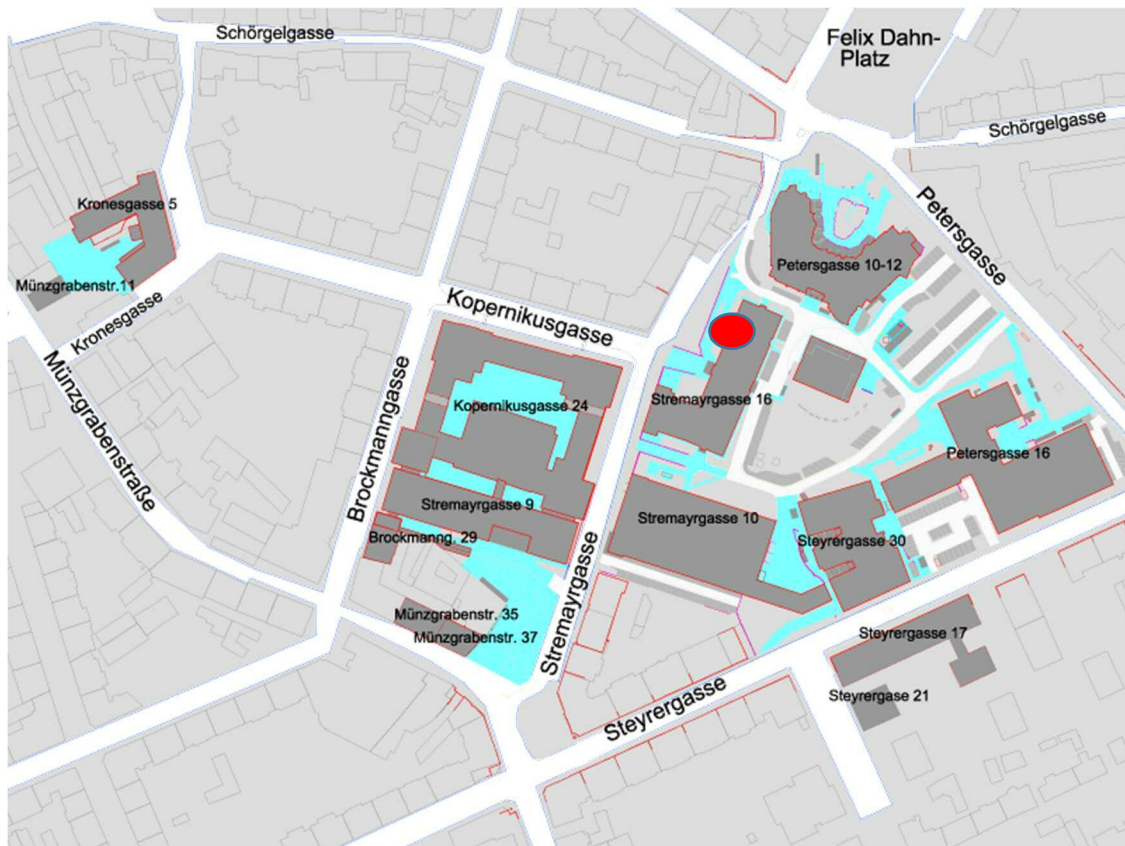 Schörgelgasse
Felix Dahn-
Platz
Schörgelgasse
Kronesgasse 5
Petersgasse
Petersgasse 10-12
Münzgrabenstr.11
Kronesgasse
Kopernikusgasse
Münzgrabenstraße
Kopernikusgasse 24
Stremayrgasse 16
Brockmanngasse
Petersgasse 16
Stremayrgasse 9
Stremayrgasse 10
Brockmanng. 29
Steyrergasse 30
Stremayrgasse
Münzgrabenstr. 35
Münzgrabenstr. 37
Steyrergasse 17
Steyrergasse
Steyrergase 21